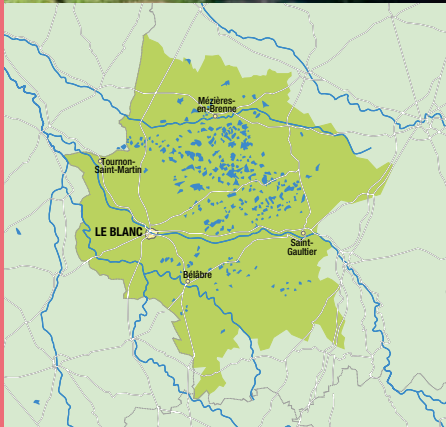 Mézières-
en-Brenne
Tournon-
Saint-Martin
LE BLANC
Saint-
Gaultier
Bélâbre